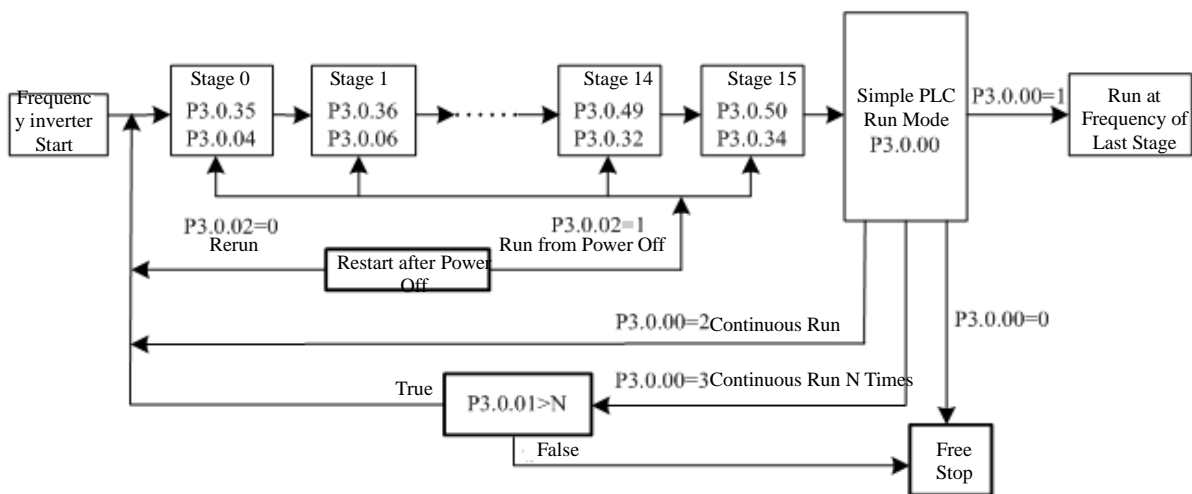 Frequenc
y inverter
Start
Stage 0
P3.0.35
P3.0.04
Stage 1
P3.0.36
P3.0.06
Stage 14
P3.0.49
P3.0.32
Stage 15
P3.0.50
P3.0.34
Simple PLC
Run Mode
P3.0.00
P3.0.00=1
Run at
Frequency of
Last Stage
P3.0.02=0
Rerun
P3.0.02=1
Run from Power Off
Restart after Power
Off
P3.0.00=2Continuous Run
P3.0.00=0
P3.0.00=3Continuous Run N Times
True
P3.0.01>N
False
Free
Stop